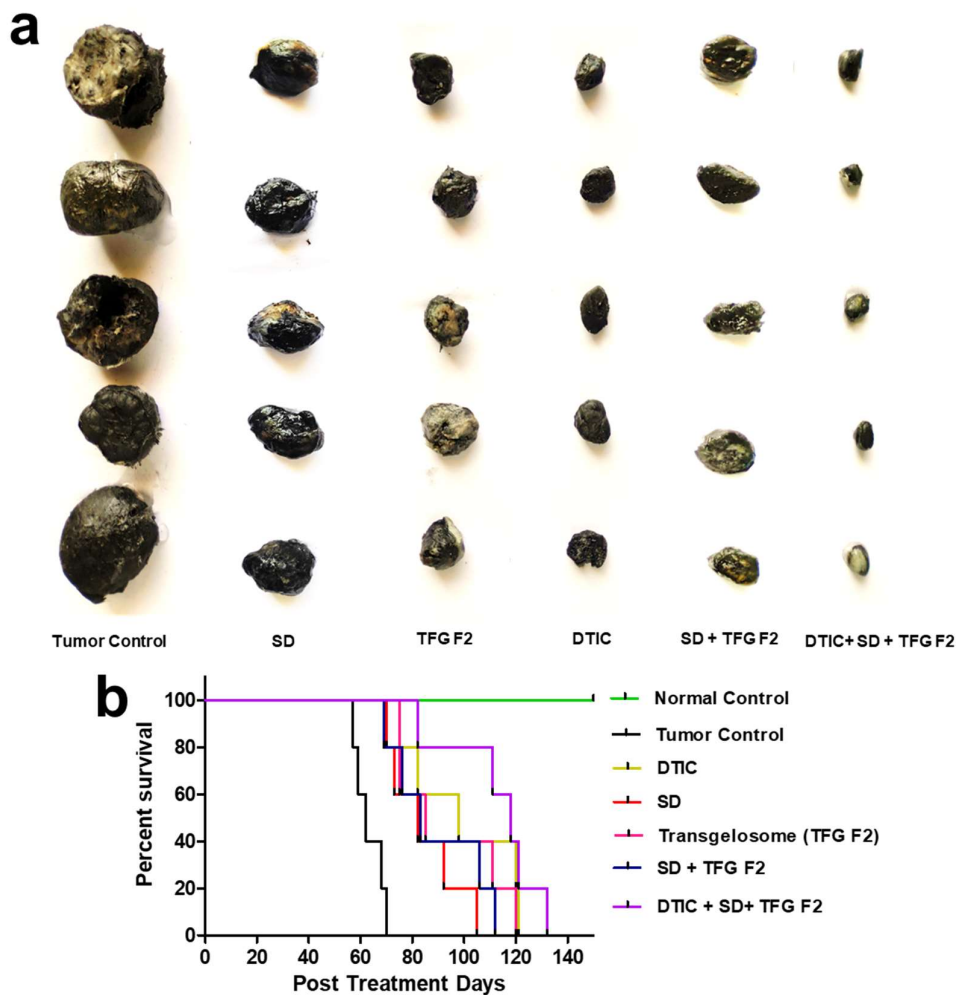 a
Tumor Control SD TFG F2 DTIC SD + TFG F2 DTIC+ SD + TFG F2
b
Percent survival
100
80
60
40
20
0
0 20 40 60 80 100 120 140
Post Treatment Days
Normal Control
Tumor Control
DTIC
SD
Transgelosome (TFG F2)
SD + TFG F2
DTIC + SD+ TFG F2